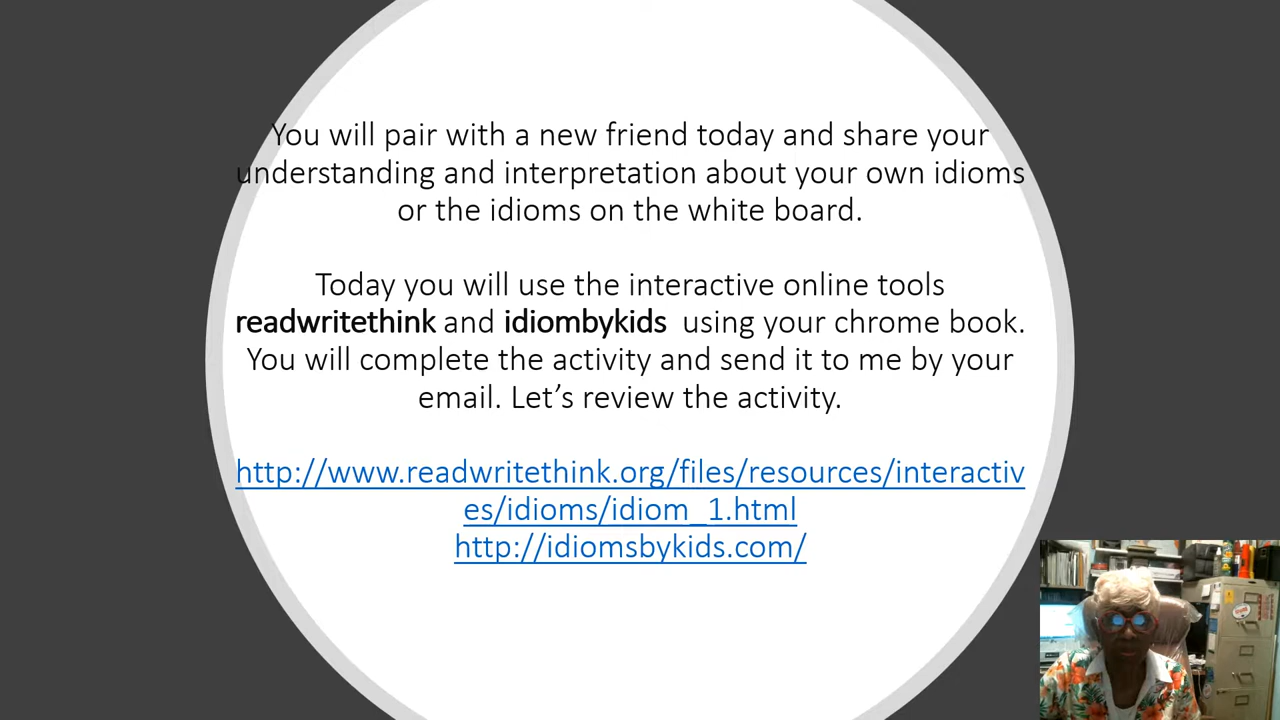 You will pair with a new friend today and share your
understanding and interpretation about your own idioms
or the idioms on the white board.
Today you will use the interactive online tools
readwritethink and idiombykids  using your chrome book.
You will complete the activity and send it to me by your
email. Let’s review the activity.
http://www.readwritethink.org/files/resources/interactiv
es/idioms/idiom_1.html
http://idiomsbykids.com/